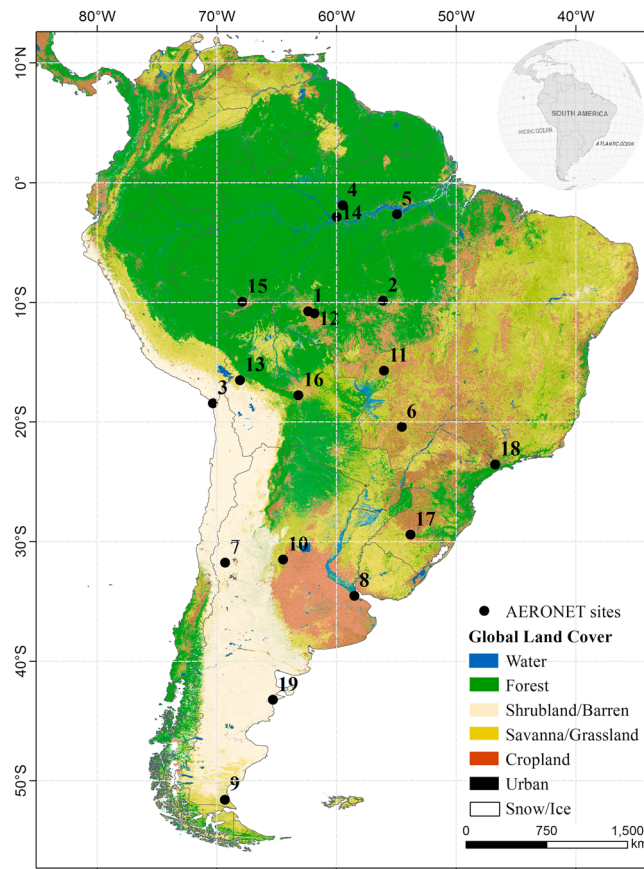 80°W 70°W 60°W 50°W 40°W
10°N
0°
10°S
20°S
30°S
40°S
50°S
SOUTH AMERICA
PACIFIC OCEAN
ATLANTIC OCEAN
4
14
5
15
1
12
2
13
3
16
11
6
18
17
7
10
8
19
9
AERONET sites
Global Land Cover
Water
Forest
Shrubland/Barren
Savanna/Grassland
Cropland
Urban
Snow/Ice
0 750 1,500
km